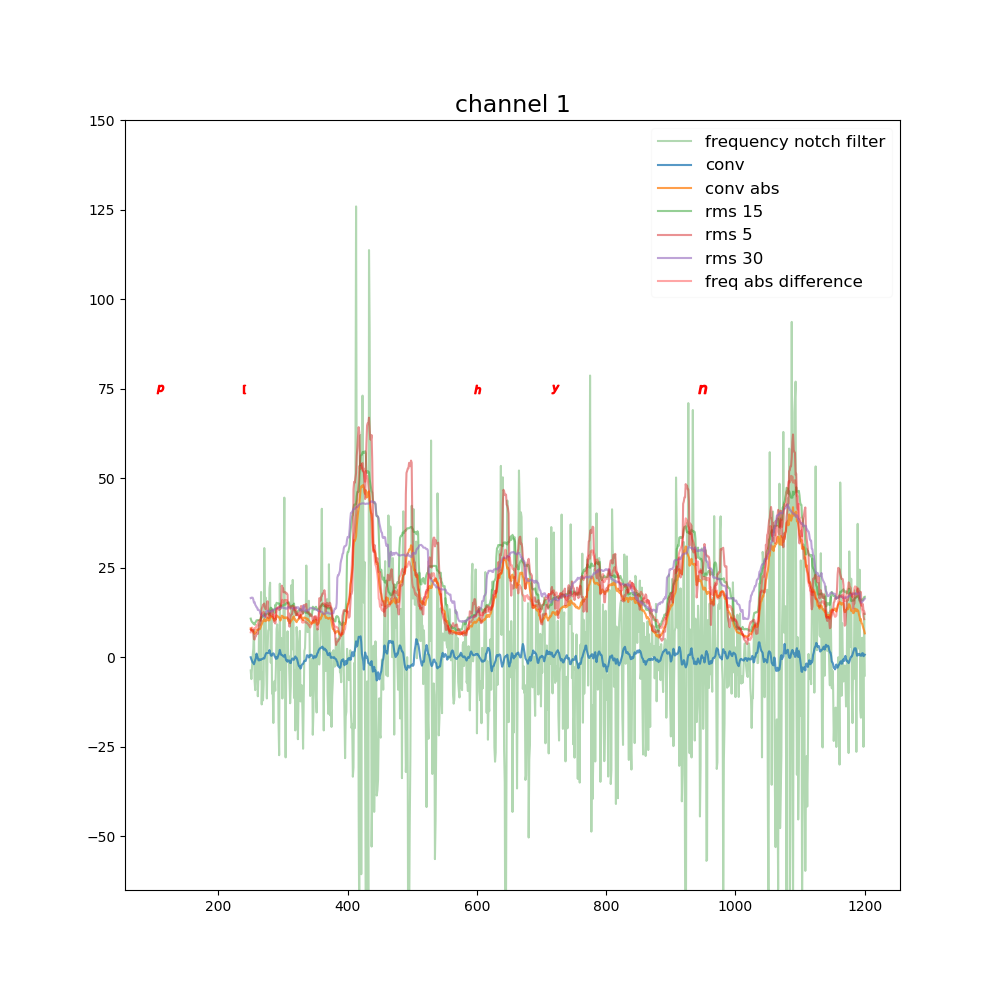 channel 1
150
125
100
75
50
25
0
−25
−50
frequency notch filter
conv
conv abs
rms 15
rms 5
rms 30
freq abs difference
p [ h y n
200 400 600 800 1000 1200